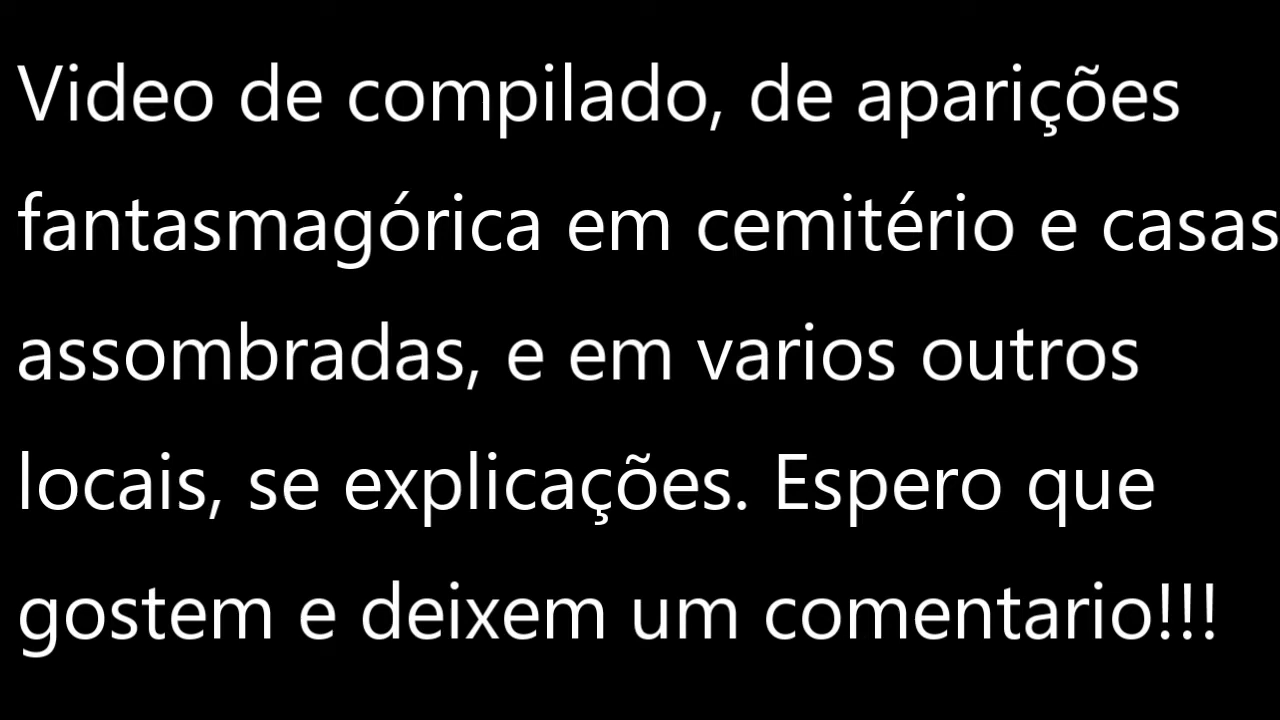 Video de compilado, de aparições
fantasmagórica em cemitério e casas
assombradas, e em varios outros
locais, se explicações. Espero que
gostem e deixem um comentario!!!